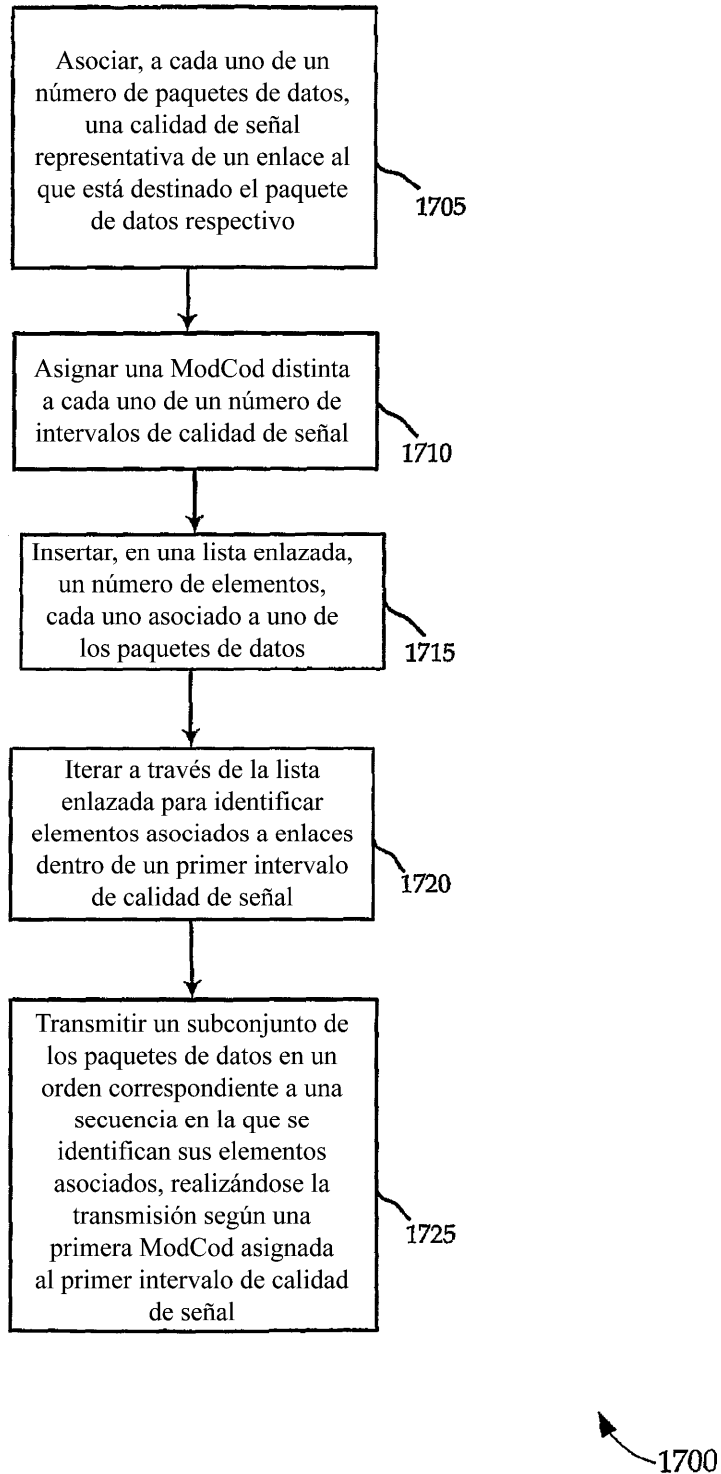 Asociar, a cada uno de un
número de paquetes de datos,
una calidad de señal
representativa de un enlace al
que está destinado el paquete
de datos respectivo
1705
Asignar una ModCod distinta
a cada uno de un número de
intervalos de calidad de señal
1710
Insertar, en una lista enlazada,
un número de elementos,
cada uno asociado a uno de
los paquetes de datos
1715
Iterar a través de la lista
enlazada para identificar
elementos asociados a enlaces
dentro de un primer intervalo
de calidad de señal
1720
Transmitir un subconjunto de
los paquetes de datos en un
orden correspondiente a una
secuencia en la que se
identifican sus elementos
asociados, realizándose la
transmisión según una
primera ModCod asignada
al primer intervalo de calidad
de señal
1725
1700